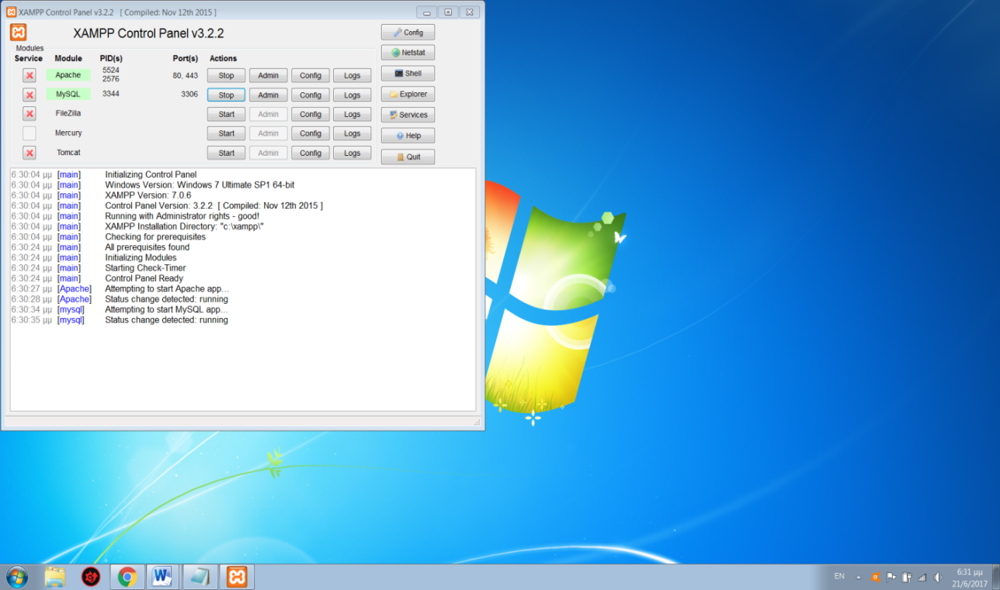 XAMPP Control Panel v3.2.2 [ Compiled: Nov 12th 2015 ]
XAMPP Control Panel v3.2.2
Config
Modules
Service Module PID(s) Port(s) Actions
Netstat
Apache 5524 80, 443 Stop Admin Config Logs
2576
Shell
MySQL 3344 3306 Stop Admin Config Logs
Explorer
FileZilla Start Admin Config Logs
Services
Mercury Start Admin Config Logs
Help
Tomcat Start Admin Config Logs
Quit
6:30:04 μμ [main] Initializing Control Panel
6:30:04 μμ [main] Windows Version: Windows 7 Ultimate SP1 64-bit
6:30:04 μμ [main] XAMPP Version: 7.0.6
6:30:04 μμ [main] Control Panel Version: 3.2.2 [ Compiled: Nov 12th 2015 ]
6:30:04 μμ [main] Running with Administrator rights - good!
6:30:04 μμ [main] XAMPP Installation Directory: "c:\xampp\"
6:30:04 μμ [main] Checking for prerequisites
6:30:24 μμ [main] All prerequisites found
6:30:24 μμ [main] Initializing Modules
6:30:24 μμ [main] Starting Check-Timer
6:30:24 μμ [main] Control Panel Ready
6:30:27 μμ [Apache] Attempting to start Apache app...
6:30:28 μμ [Apache] Status change detected: running
6:30:34 μμ [mysql] Attempting to start MySQL app...
6:30:35 μμ [mysql] Status change detected: running
EN
6:31 μμ
21/6/2017